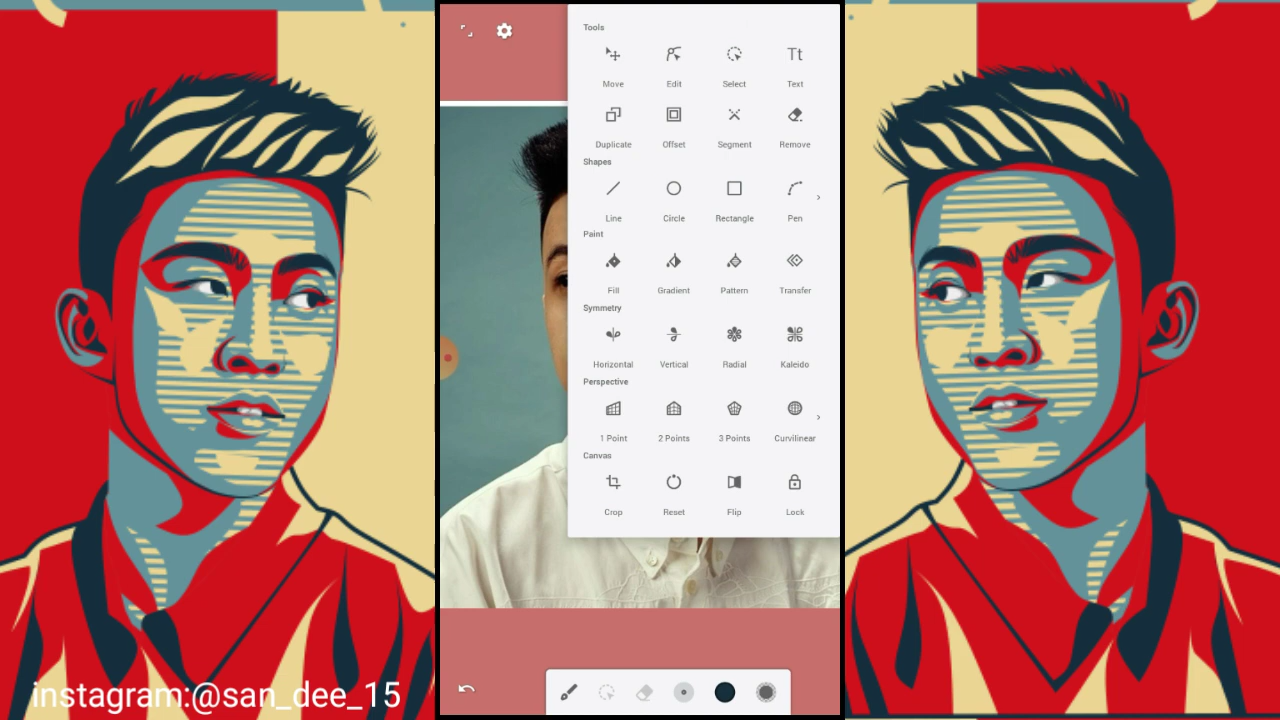 Tools
Move Edit Select Text
Duplicate Offset Segment Remove
Shapes
Line Circle Rectangle Pen
Paint
Fill Gradient Pattern Transfer
Symmetry
Horizontal Vertical Radial Kaleido
Perspective
1 Point 2 Points 3 Points Curvilinear
Canvas
Crop Reset Flip Lock
instagram:@san_dee_15